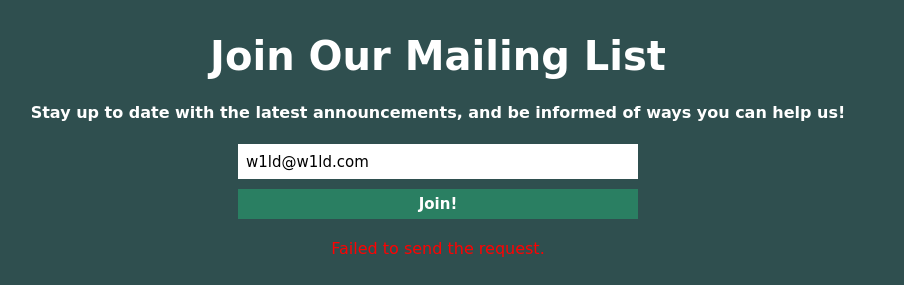 Join Our Mailing List
Stay up to date with the latest announcements, and be informed of ways you can help us!
w1ld@w1ld.com
Join!
Failed to send the request.